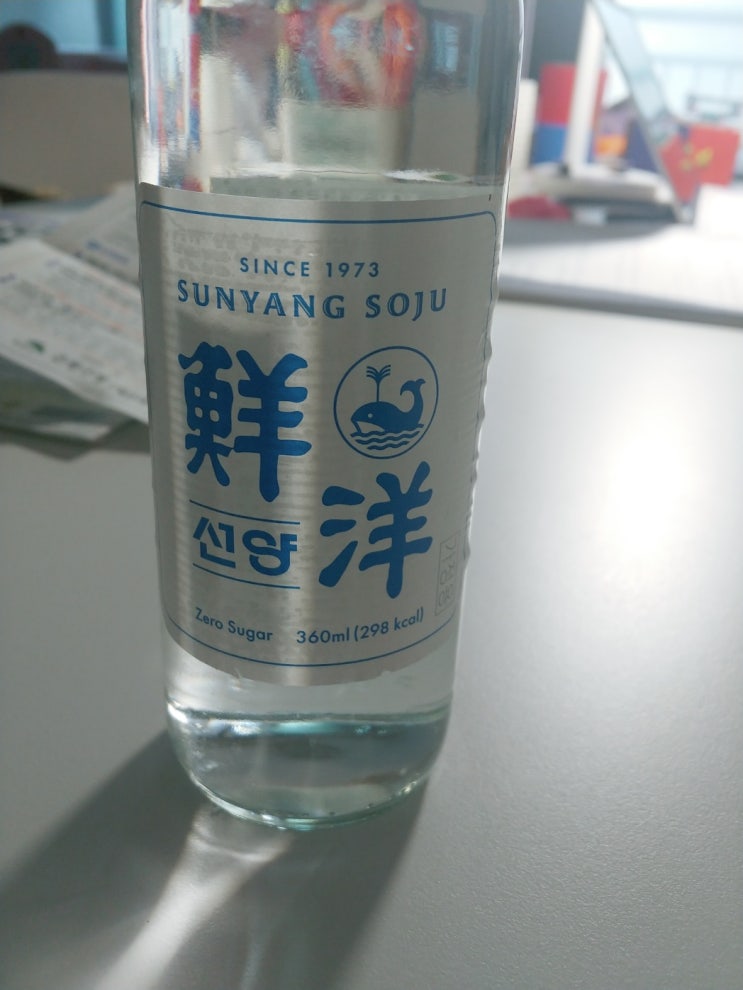 SINCE 1973
SUNYANG SOJU
鮮
洋
선양
Zero Sugar 360ml (298 kcal)